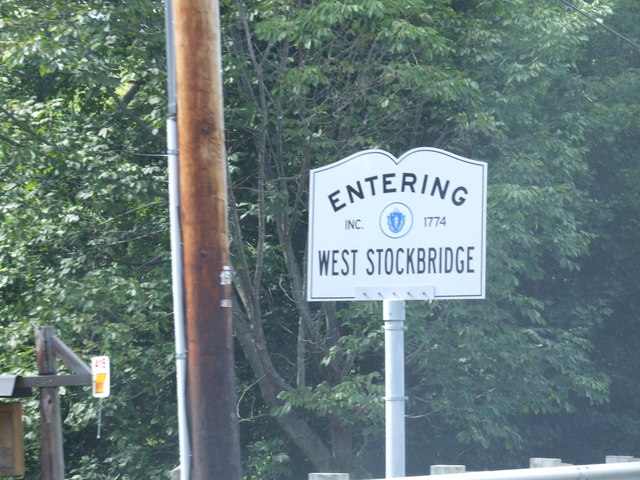 ENTERING
INC. 1774
WEST STOCKBRIDGE